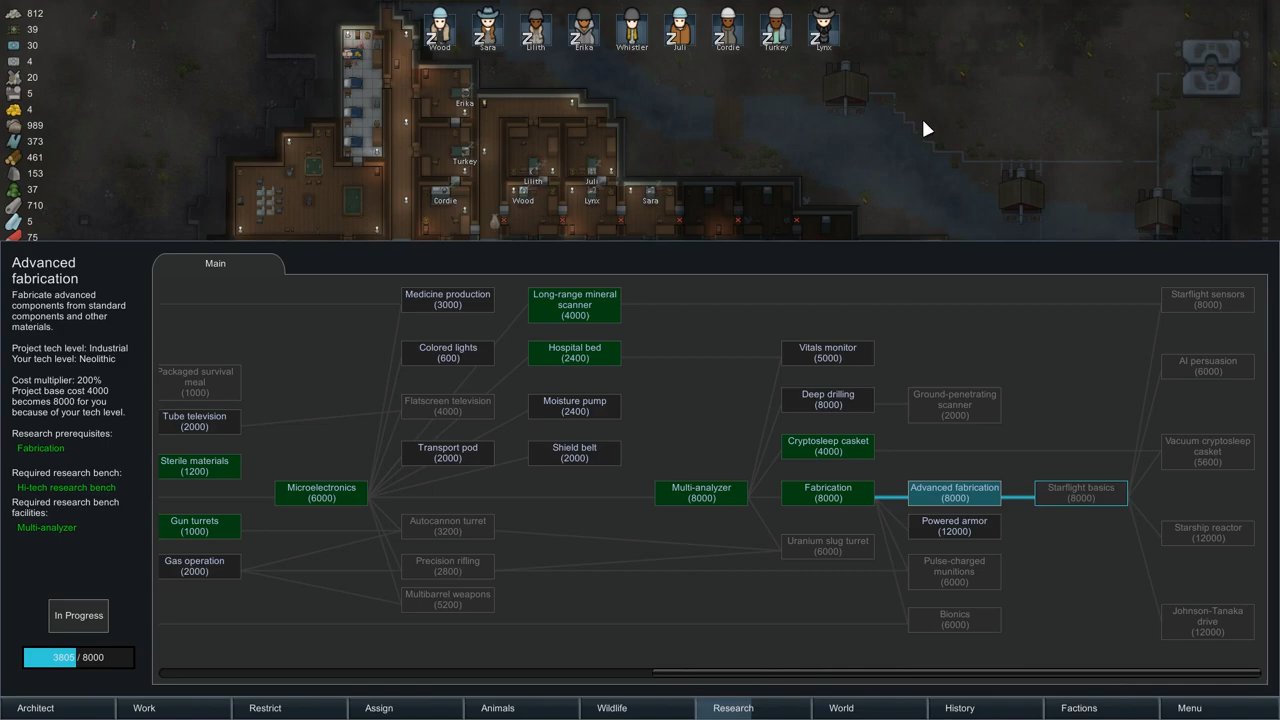 812
39
30
4
20
5
4
989
373
461
153
37
710
5
75
Z Z Z Z Z Z Z Z Z
Wood Sara Lilith Erika Whistler Juli Cordie Turkey Lynx
Erika
Turkey
Lilith Juli
Cordie Wood Lynx Sara
Advanced
fabrication
Fabricate advanced
components from standard
components and other
materials.
Project tech level: Industrial
Your tech level: Neolithic
Cost multiplier: 200%
Project base cost 4000
becomes 8000 for you
because of your tech level.
Research prerequisites:
Fabrication
Required research bench:
Hi-tech research bench
Required research bench
facilities:
Multi-analyzer
In Progress
3805 / 8000
Main
Packaged survival
meal
(1000)
Tube television
(2000)
Sterile materials
(1200)
Gun turrets
(1000)
Gas operation
(2000)
Microelectronics
(6000)
Medicine production
(3000)
Colored lights
(600)
Flatscreen television
(4000)
Transport pod
(2000)
Autocannon turret
(3200)
Precision rifling
(2800)
Multibarrel weapons
(5200)
Long-range mineral
scanner
(4000)
Hospital bed
(2400)
Moisture pump
(2400)
Shield belt
(2000)
Multi-analyzer
(8000)
Vitals monitor
(5000)
Deep drilling
(8000)
Cryptosleep casket
(4000)
Fabrication
(8000)
Uranium slug turret
(6000)
Ground-penetrating
scanner
(2000)
Advanced fabrication
(8000)
Powered armor
(12000)
Pulse-charged
munitions
(6000)
Bionics
(6000)
Starflight basics
(8000)
Starflight sensors
(8000)
AI persuasion
(6000)
Vacuum cryptosleep
casket
(5600)
Starship reactor
(12000)
Johnson-Tanaka
drive
(12000)
Architect Work Restrict Assign Animals Wildlife Research World History Factions Menu